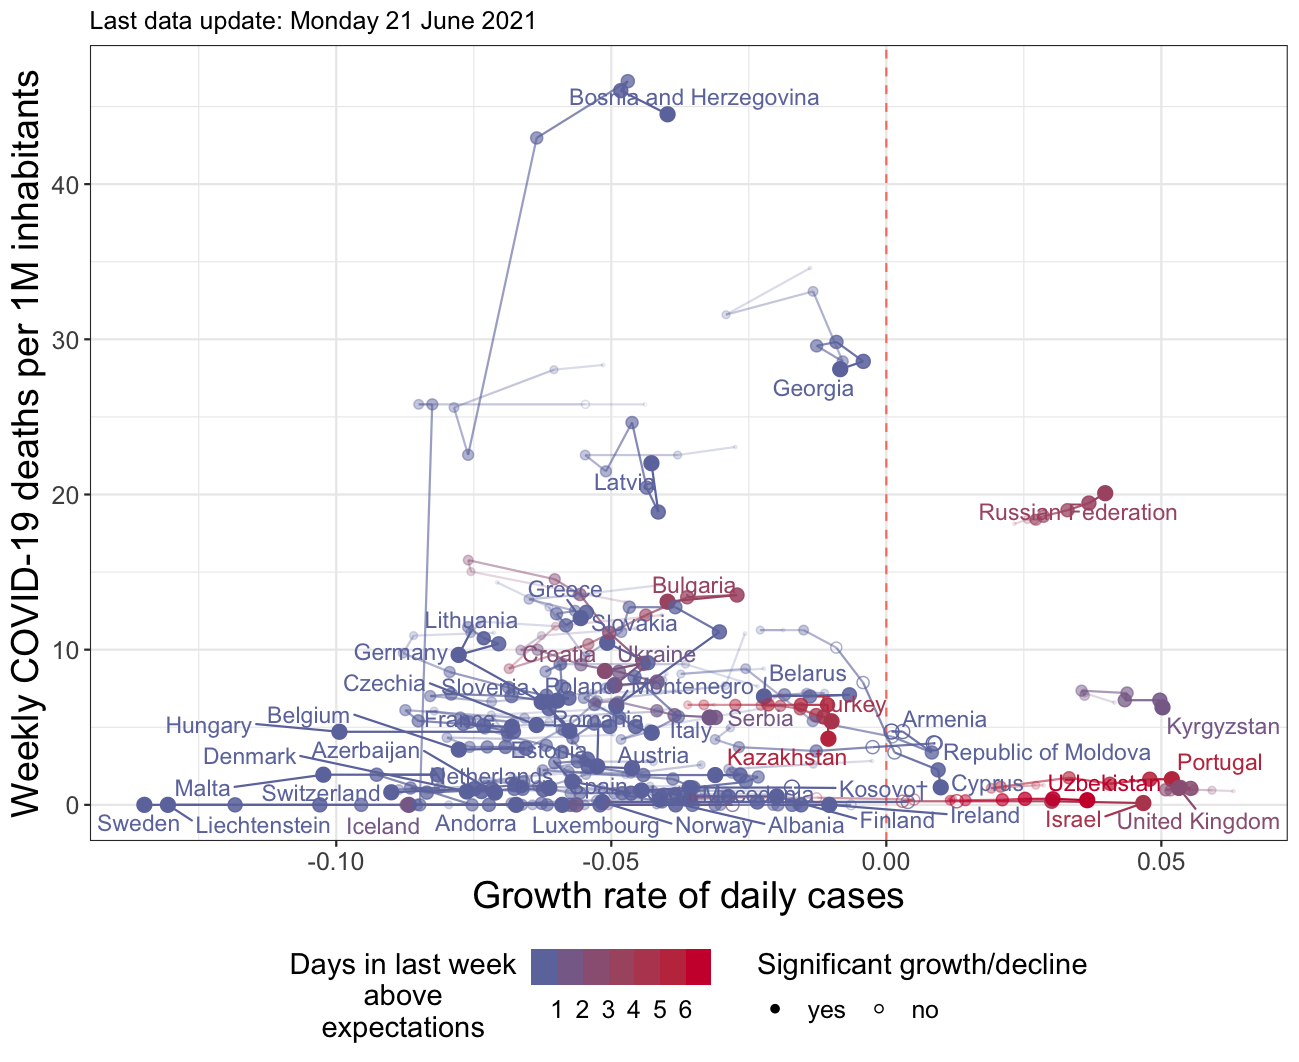 Last data update: Monday 21 June 2021
Weekly COVID-19 deaths per 1M inhabitants
40
30
20
10
0
Bosnia and Herzegovina
Georgia
Latvia
Russian Federation
Greece
Bulgaria
Lithuania
Slovakia
Germany
Croatia
Ukraine
Czechia
Slovenia
Poland
Montenegro
Belarus
Hungary
Belgium
France
Romania
Italy
Serbia
Turkey
Armenia
Kyrgyzstan
Denmark
Azerbaijan
Estonia
Austria
Kazakhstan
Republic of Moldova
Portugal
Malta
Switzerland
Netherlands
Spain
Macedonia
Kosovo†
Cyprus
Uzbekistan
Sweden
Liechtenstein
Iceland
Andorra
Luxembourg
Norway
Albania
Finland
Ireland
Israel
United Kingdom
-0.10
-0.05
0.00
0.05
Growth rate of daily cases
Days in last week
above
expectations
1 2 3 4 5 6
Significant growth/decline
yes
no